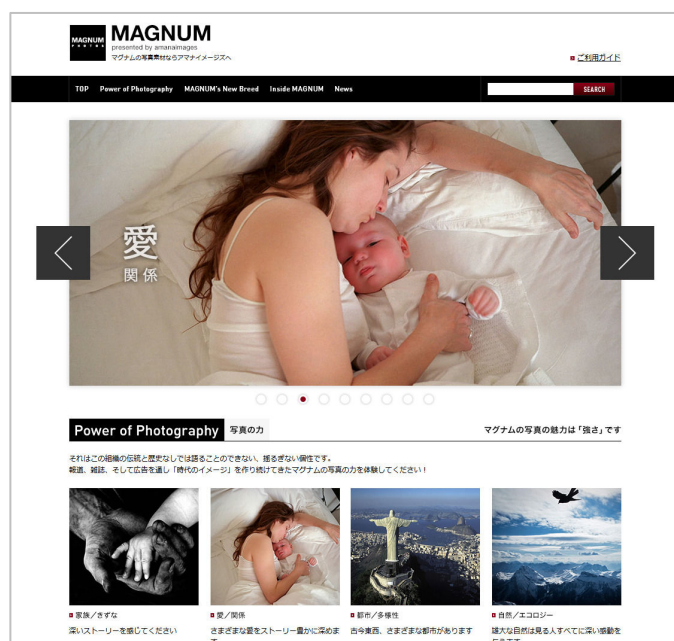 MAGNUM
PHOTOS
MAGNUM
presented by amanaimages
マグナムの写真素材ならアマナイメージズへ
ご利用ガイド
TOP Power of Photography MAGNUM's New Breed Inside MAGNUM News SEARCH
愛
関係
Power of Photography 写真の力 マグナムの写真の魅力は「強さ」です
それはこの組織の伝統と歴史なしでは語ることのできない、揺るぎない個性です。
報道、雑誌、そして広告を通し「時代のイメージ」を作り続けてきたマグナムの写真の力を体験してください！
家族／きずな 愛／関係 都市／多様性 自然／エコロジー
深いストーリーを感じてください さまざまな愛をストーリー豊かに深めま 古今東西、さまざまな都市があります 雄大な自然は見る人すべてに深い感動を